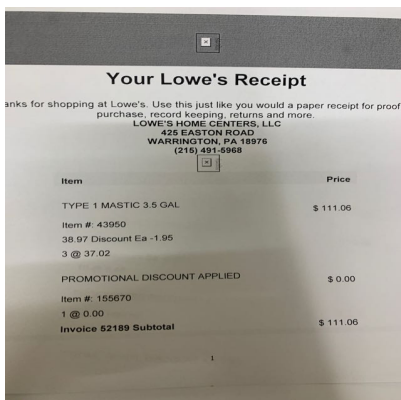 Your Lowe's Receipt
anks for shopping at Lowe's. Use this just like you would a paper receipt for proof
purchase, record keeping, returns and more.
LOWE'S HOME CENTERS, LLC
425 EASTON ROAD
WARRINGTON, PA 18976
(215) 491-5968
Item Price
TYPE 1 MASTIC 3.5 GAL $ 111.06
Item #: 43950
38.97 Discount Ea -1.95
3 @ 37.02
PROMOTIONAL DISCOUNT APPLIED $ 0.00
Item #: 155670
1 @ 0.00
Invoice 52189 Subtotal $ 111.06
1